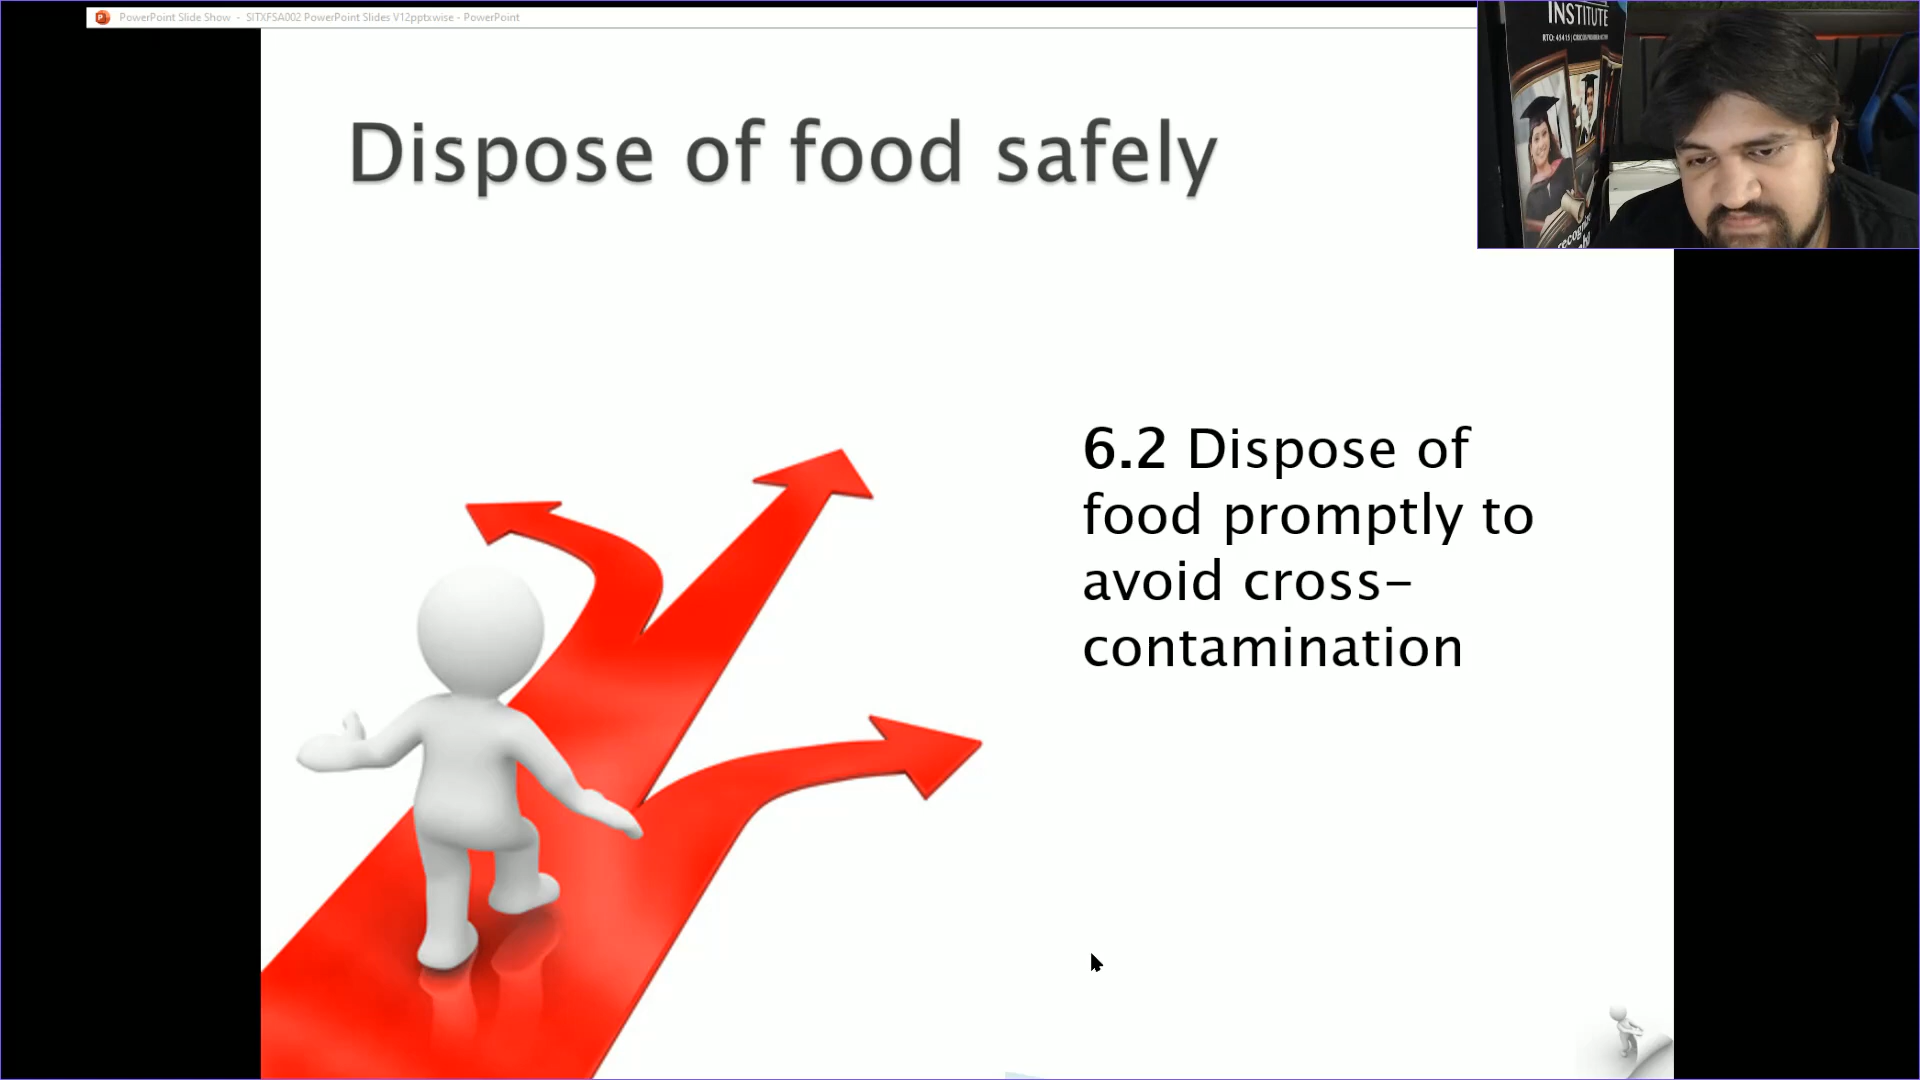 PowerPoint Slide Show - SITXFSA002 PowerPoint Slides V12pptxwise - PowerPoint
INSTITUTE
Dispose of food safely
6.2 Dispose of
food promptly to
avoid cross-
contamination